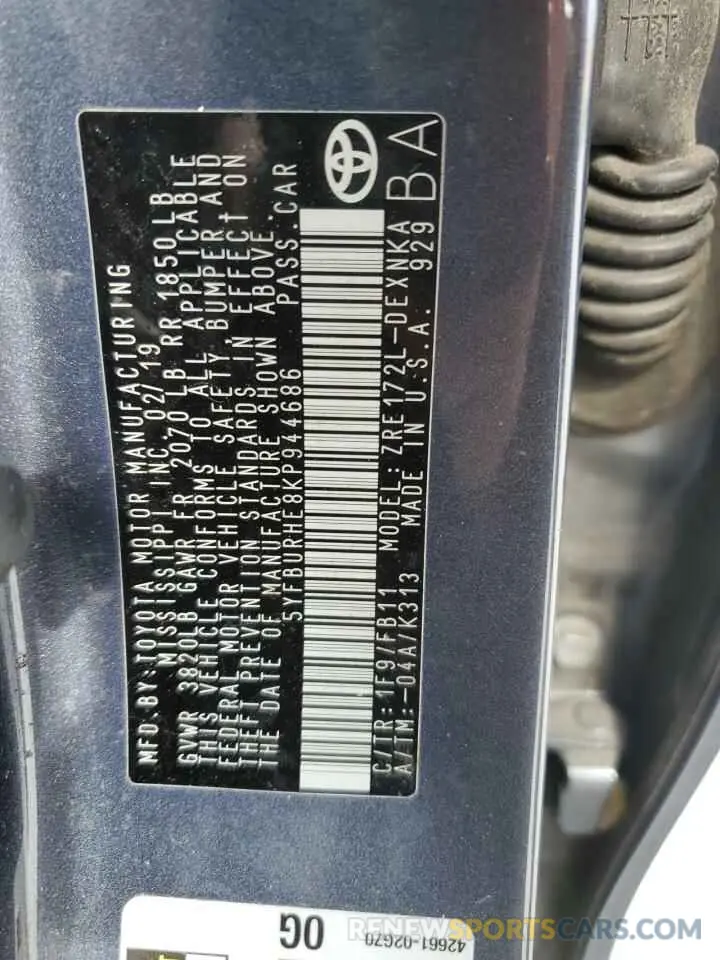 MFD.BY:TOYOTA MOTOR MANUFACTURING
MISSISSIPPI INC. 02/19
GVWR 3820LB GAWR FR 2070 LB RR 1850LB
THIS VEHICLE CONFORMS TO ALL APPLICABLE
FEDERAL MOTOR VEHICLE SAFETY, BUMPER AND
THEFT PREVENTION STANDARDS IN EFFECT ON
THE DATE OF MANUFACTURE SHOWN ABOVE.
5YFBURHE8KP944686 PASS.CAR
C/TR:1F9/FB11 MODEL:ZRE172L-DEXNKA
A/TM:-04A/K313 MADE IN U.S.A. 929
BA
42661-02G70
0G
RENEWSPORTSCARS.COM